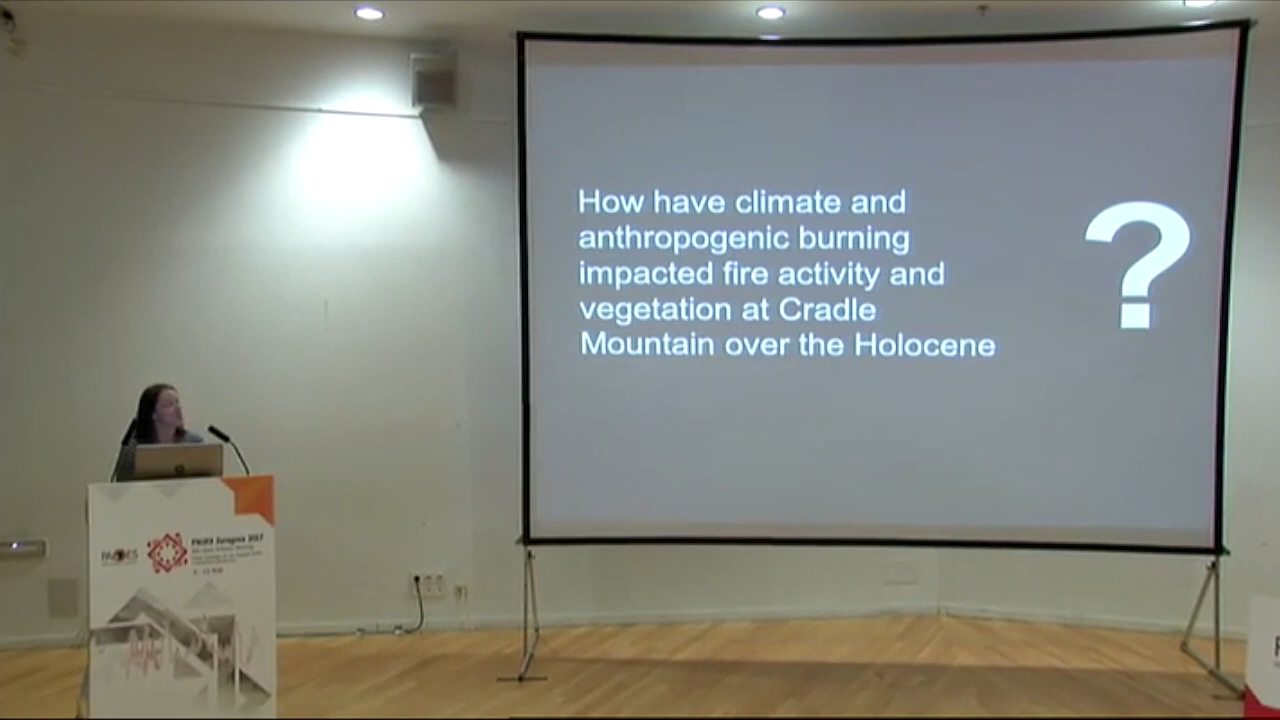 How have climate and
anthropogenic burning
impacted fire activity and
vegetation at Cradle
Mountain over the Holocene
?
PAGES
PAGES Zaragoza 2017